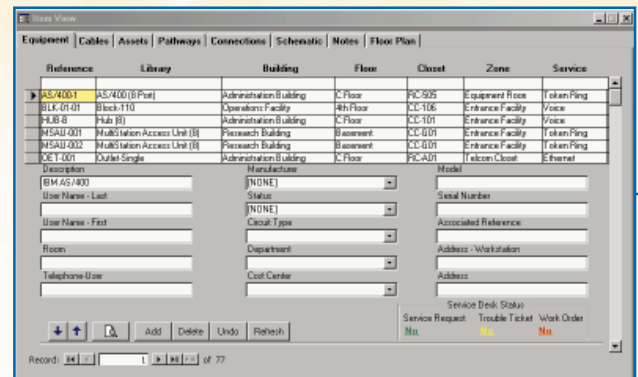 Item View
Equipment Cables Assets Pathways Connections Schematic Notes Floor Plan
Reference Library Building Floor Closet Zone Service
AS/400-1 AS/400 (8 Port) Administration Building C Floor RC-505 Equipment Room Token Ring
BLK-01-01 Block-110 Operations Facility 4th Floor CC-106 Entrance Facility Voice
HUB-8 Hub (8) Administration Building C Floor CC-101 Entrance Facility Voice
MSAU-001 MultiStation Access Unit (8) Research Building Basement CC-G01 Entrance Facility Token Ring
MSAU-002 MultiStation Access Unit (8) Research Building Basement CC-G01 Entrance Facility Token Ring
OET-001 Outlet-Single Administration Building C Floor RC-A01 Telcom Closet Ethernet
Description Manufacturer Model
IBM AS/400 [NONE]
User Name - Last Status Serial Number
[NONE]
User Name - First Circuit Type Associated Reference
Room Department Address - Workstation
Telephone-User Cost Center Address
Service Desk Status
Service Request Trouble Ticket Work Order
Add Delete Undo Refresh No No No
Record: 1 of 77